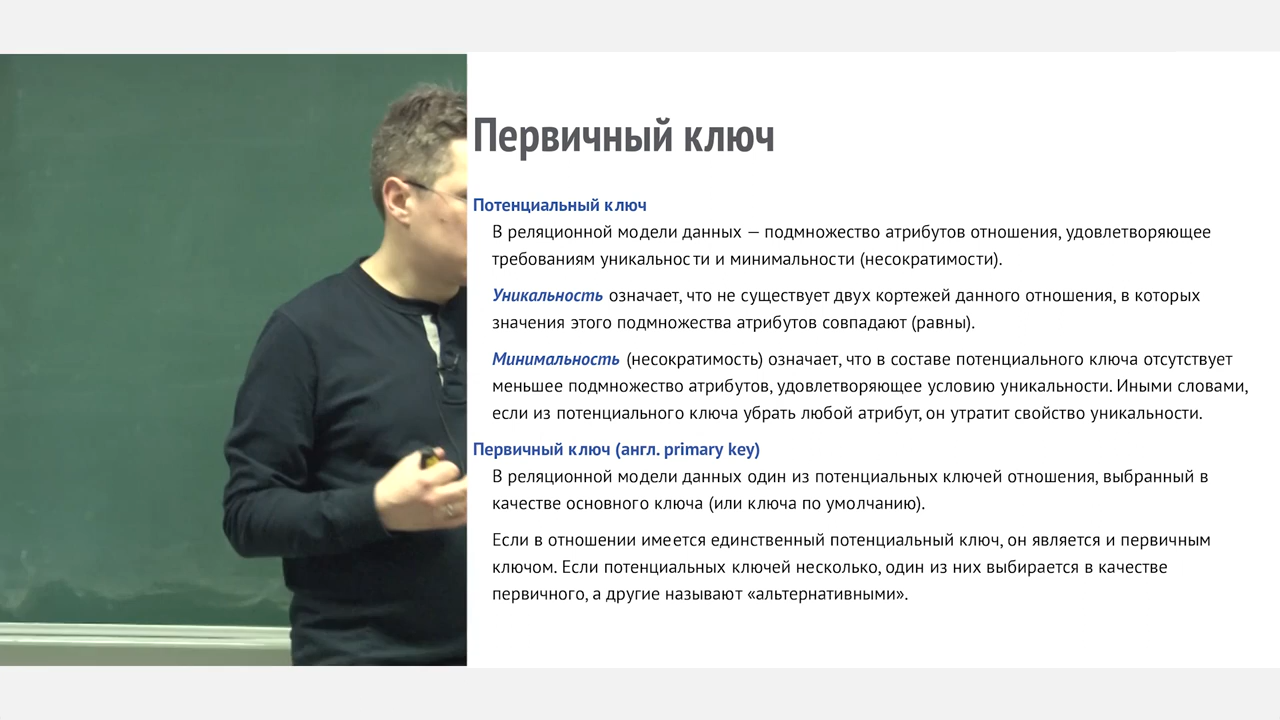 Первичный ключ
Потенциальный ключ
В реляционной модели данных — подмножество атрибутов отношения, удовлетворяющее
требованиям уникальности и минимальности (несократимости).
Уникальность означает, что не существует двух кортежей данного отношения, в которых
значения этого подмножества атрибутов совпадают (равны).
Минимальность (несократимость) означает, что в составе потенциального ключа отсутствует
меньшее подмножество атрибутов, удовлетворяющее условию уникальности. Иными словами,
если из потенциального ключа убрать любой атрибут, он утратит свойство уникальности.
Первичный ключ (англ. primary key)
В реляционной модели данных один из потенциальных ключей отношения, выбранный в
качестве основного ключа (или ключа по умолчанию).
Если в отношении имеется единственный потенциальный ключ, он является и первичным
ключом. Если потенциальных ключей несколько, один из них выбирается в качестве
первичного, а другие называют «альтернативными».